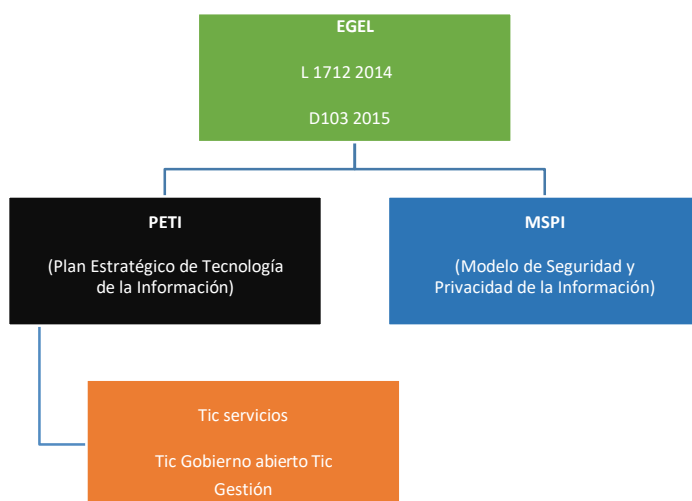 EGEL
L 1712 2014
D103 2015
PETI
(Plan Estratégico de Tecnología
de la Información)
MSPI
(Modelo de Seguridad y
Privacidad de la Información)
Tic servicios
Tic Gobierno abierto Tic
Gestión